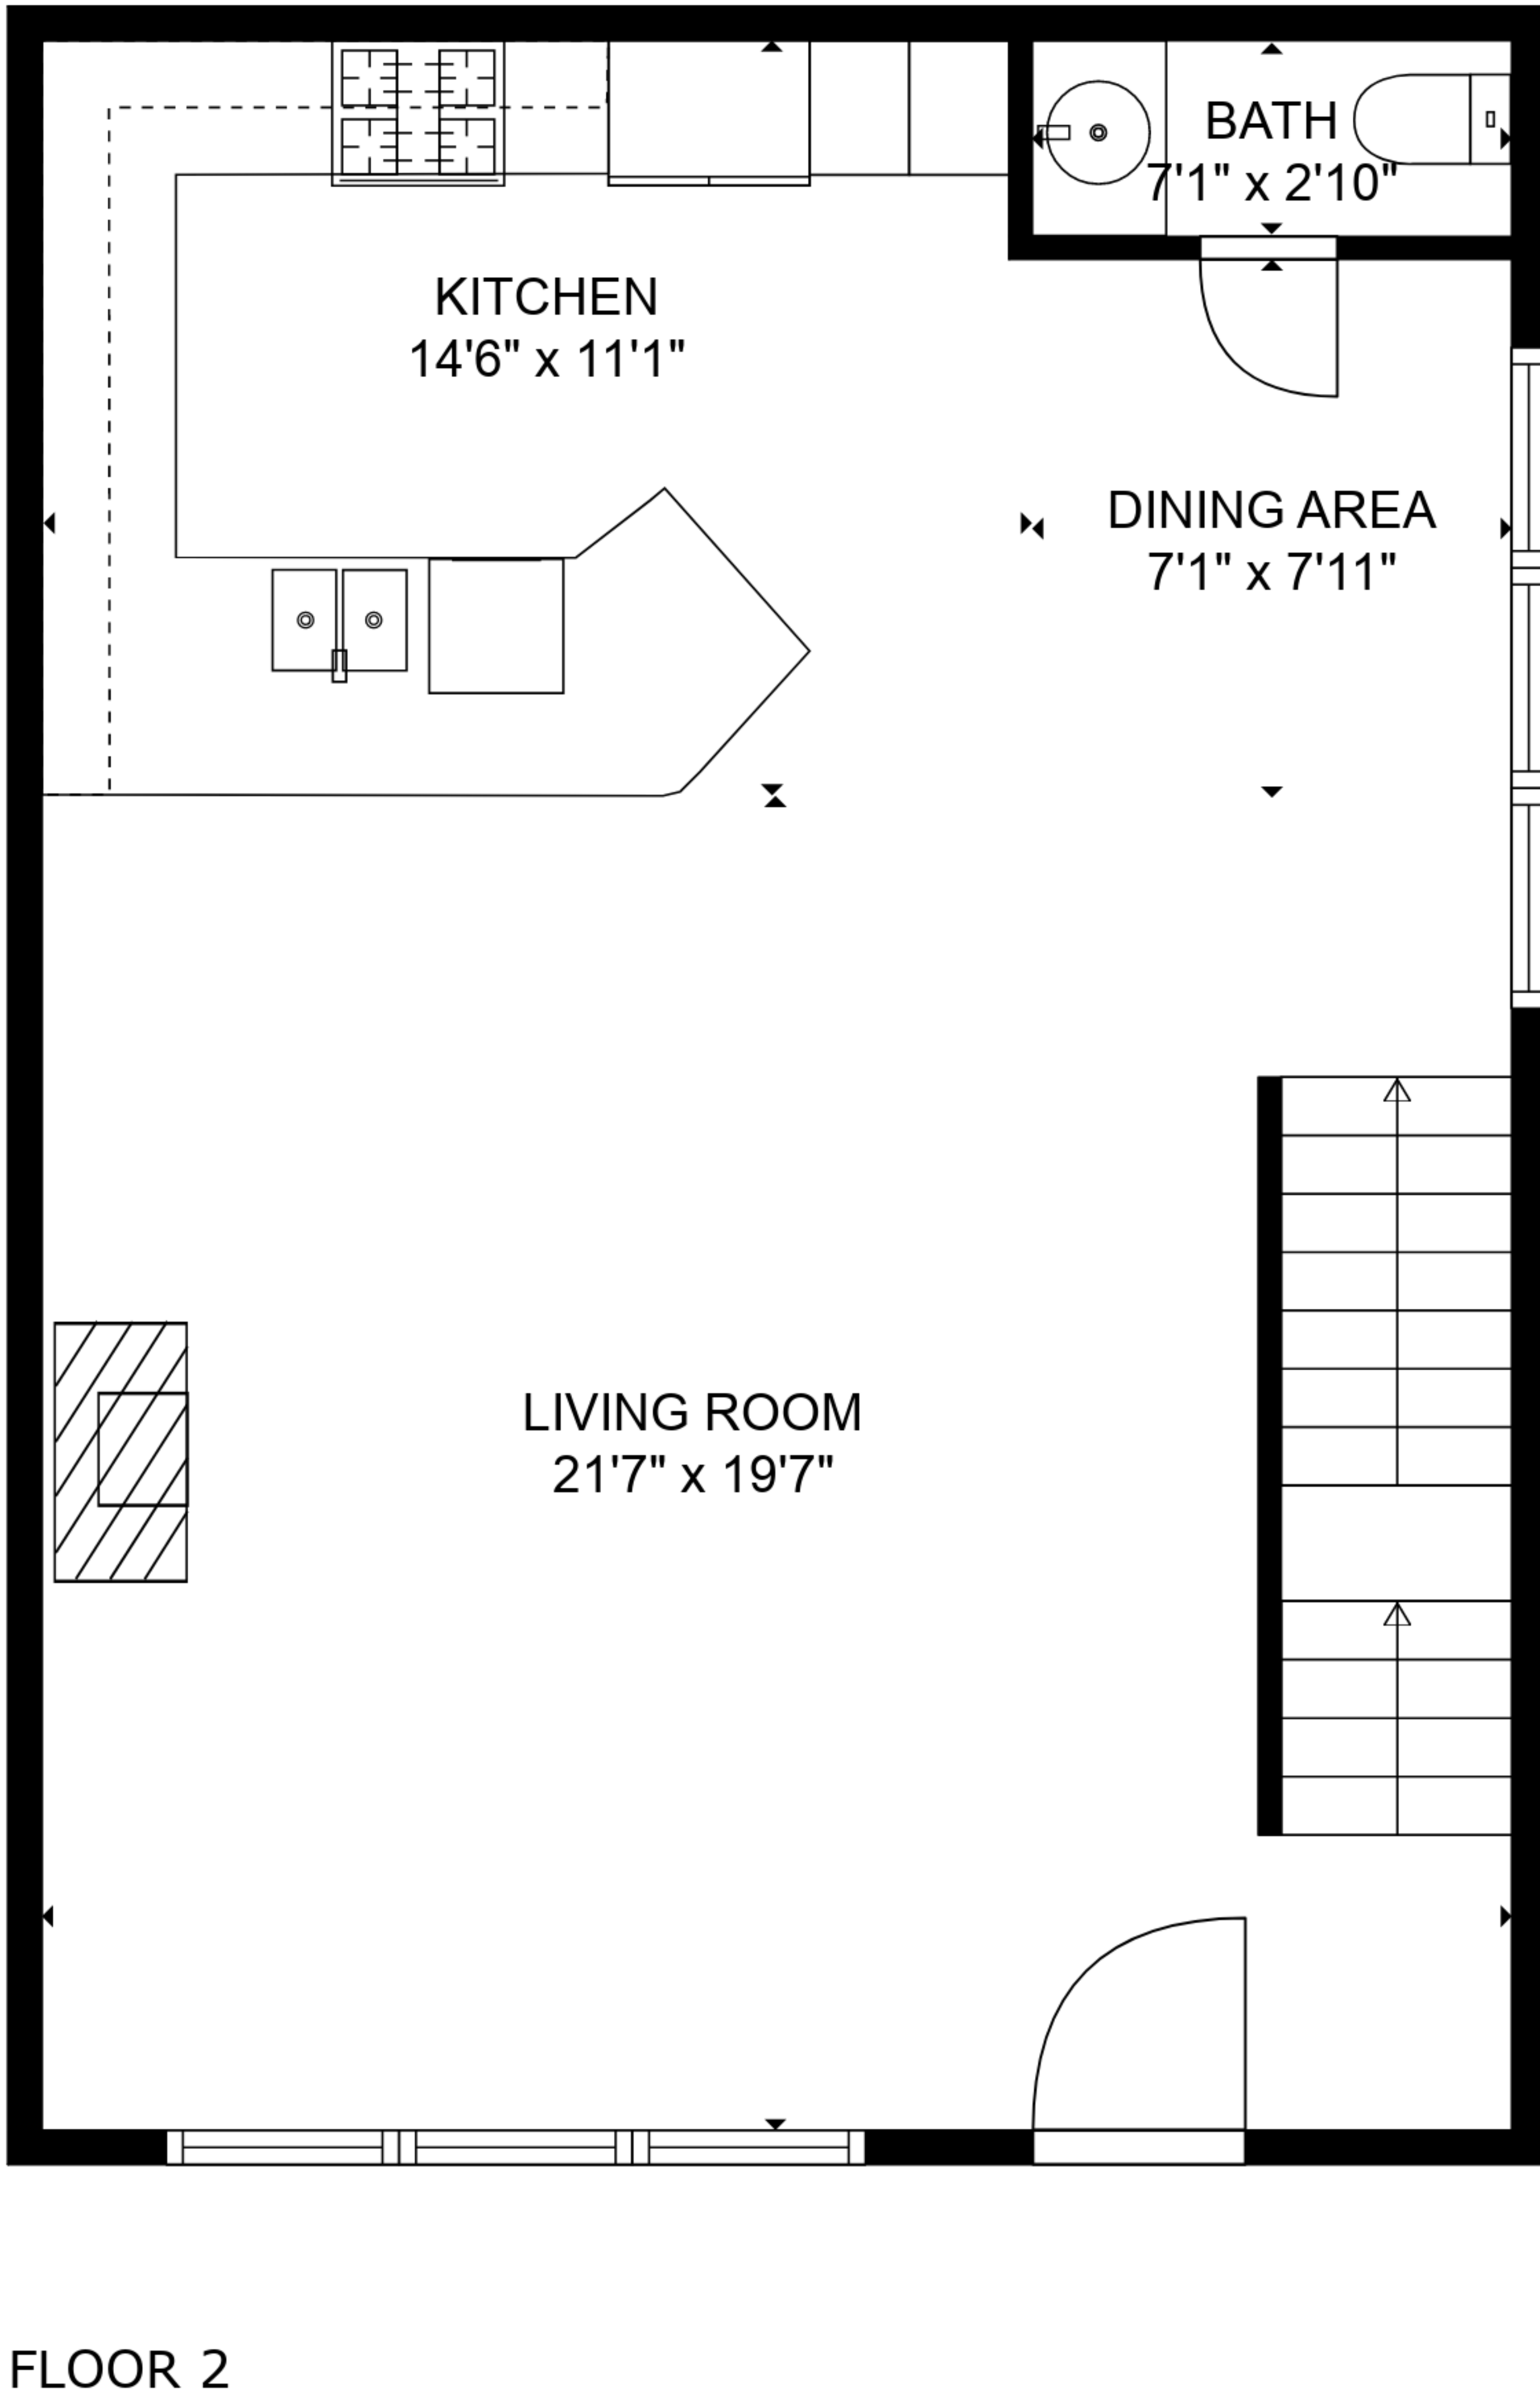 BATH
7'1" x 2'10"
KITCHEN
14'6" x 11'1"
DINING AREA
7'1" x 7'11"
LIVING ROOM
21'7" x 19'7"
FLOOR 2